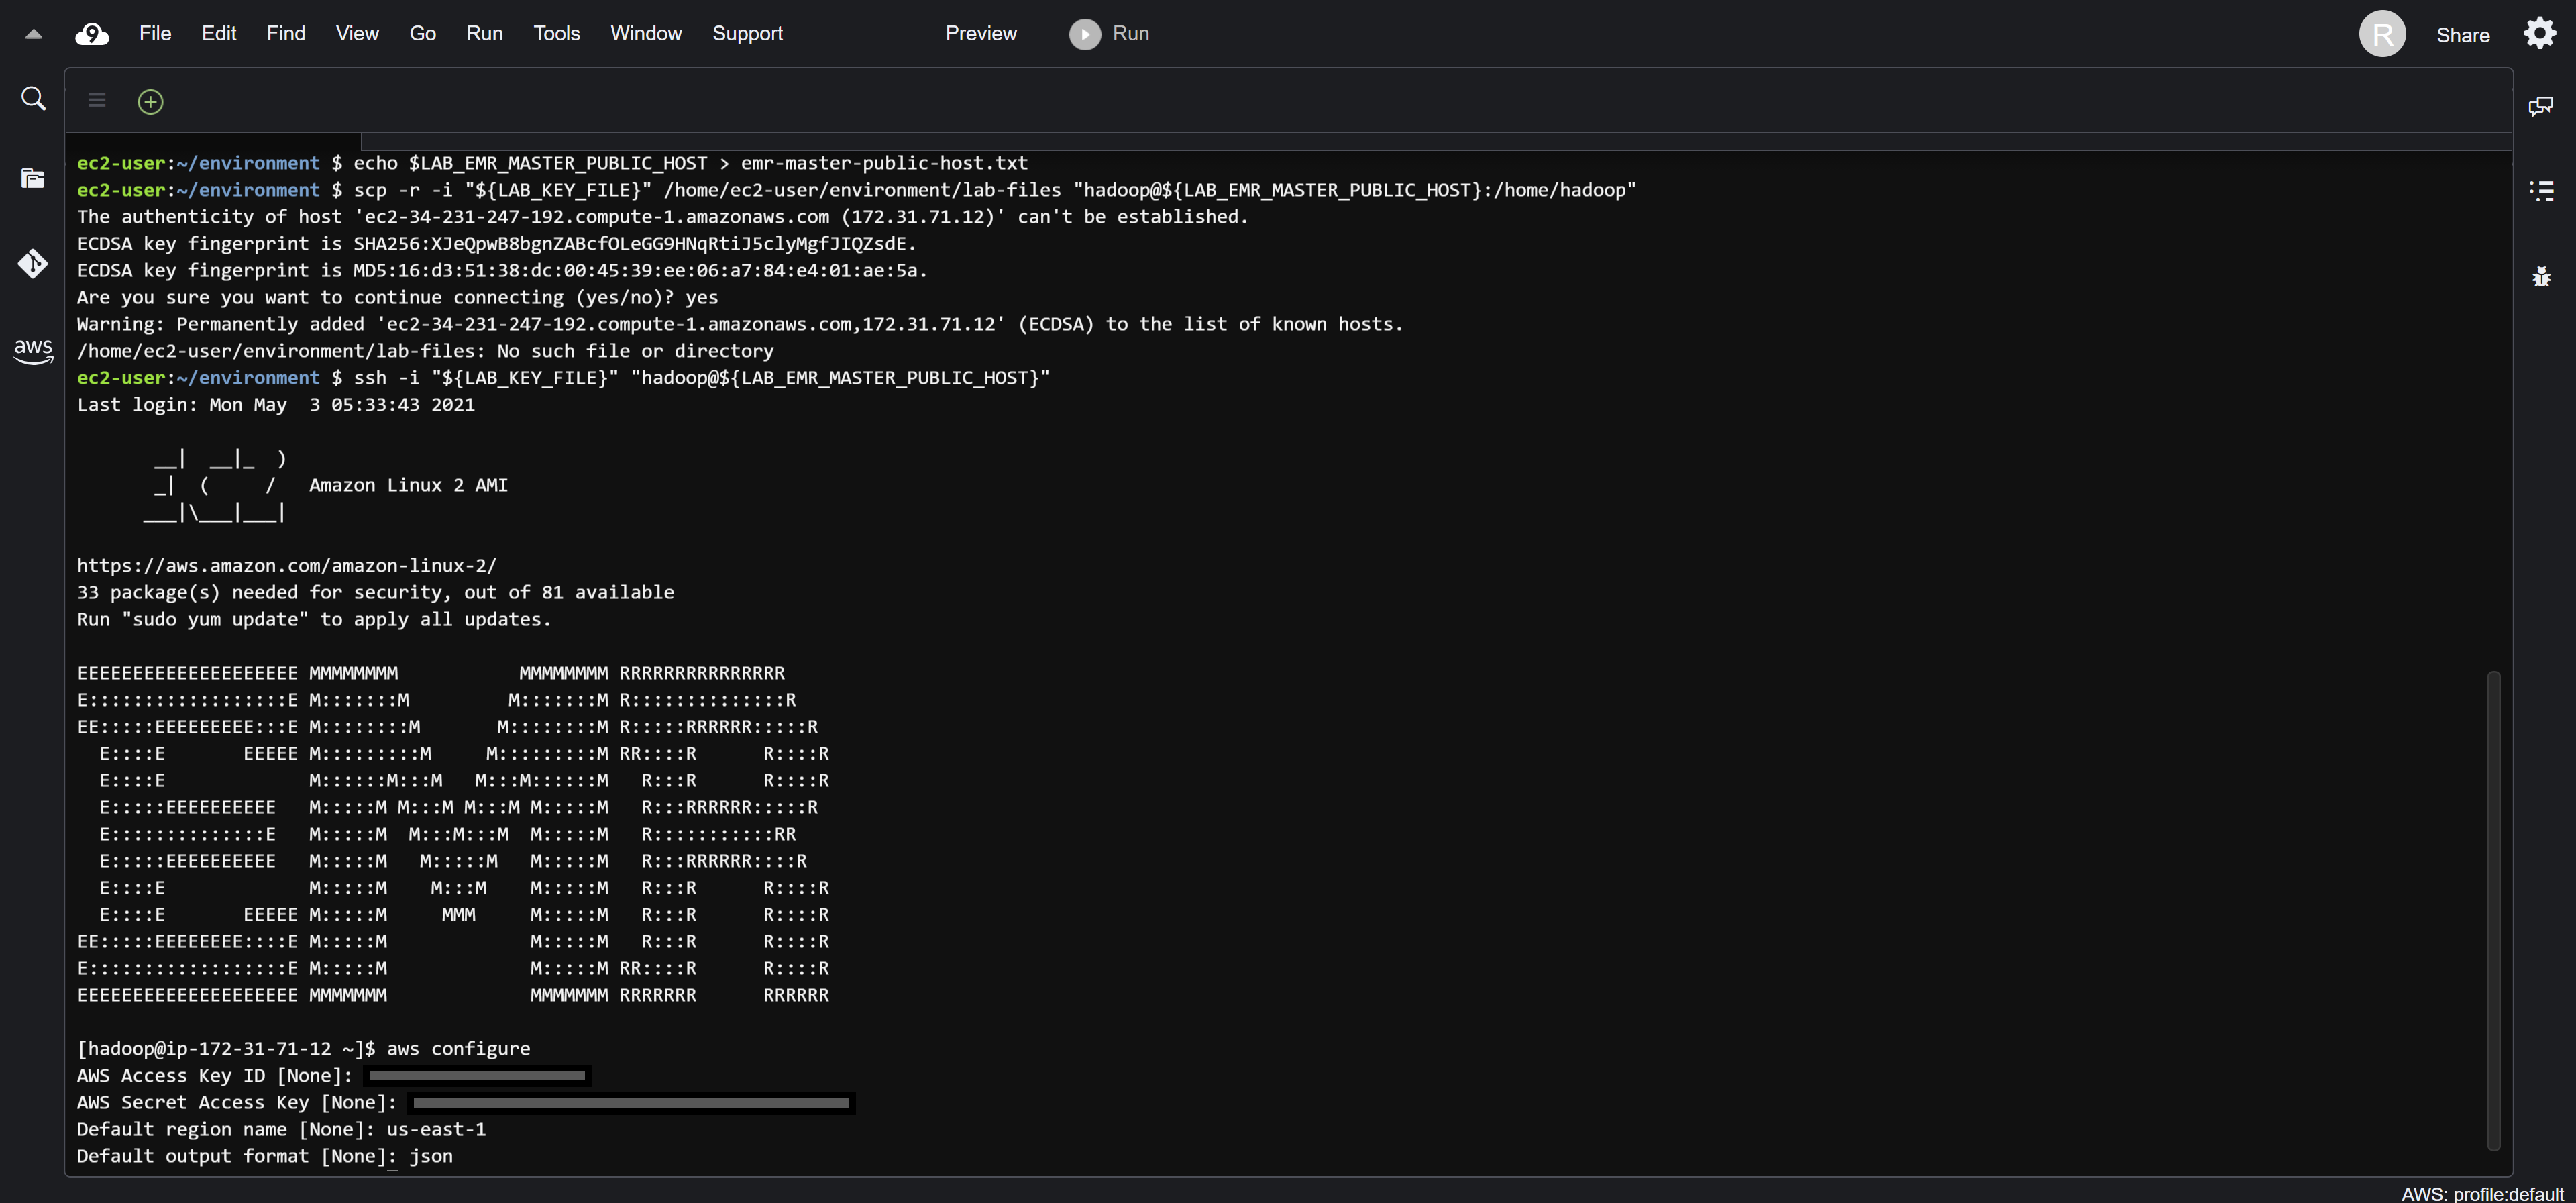 9 File Edit Find View Go Run Tools Window Support Preview Run R Share
aws
ec2-user:~/environment $ echo $LAB_EMR_MASTER_PUBLIC_HOST > emr-master-public-host.txt
ec2-user:~/environment $ scp -r -i "${LAB_KEY_FILE}" /home/ec2-user/environment/lab-files "hadoop@${LAB_EMR_MASTER_PUBLIC_HOST}:/home/hadoop"
The authenticity of host 'ec2-34-231-247-192.compute-1.amazonaws.com (172.31.71.12)' can't be established.
ECDSA key fingerprint is SHA256:XJeQpwB8bgnZABcfOLeGG9HNqRtiJ5clyMgfJIQZsdE.
ECDSA key fingerprint is MD5:16:d3:51:38:dc:00:45:39:ee:06:a7:84:e4:01:ae:5a.
Are you sure you want to continue connecting (yes/no)? yes
Warning: Permanently added 'ec2-34-231-247-192.compute-1.amazonaws.com,172.31.71.12' (ECDSA) to the list of known hosts.
/home/ec2-user/environment/lab-files: No such file or directory
ec2-user:~/environment $ ssh -i "${LAB_KEY_FILE}" "hadoop@${LAB_EMR_MASTER_PUBLIC_HOST}"
Last login: Mon May  3 05:33:43 2021

       __|  __|_  )
       _|  (     /   Amazon Linux 2 AMI
      ___|\___|___|

https://aws.amazon.com/amazon-linux-2/
33 package(s) needed for security, out of 81 available
Run "sudo yum update" to apply all updates.

EEEEEEEEEEEEEEEEEEEE MMMMMMMM           MMMMMMMM RRRRRRRRRRRRRRR
E::::::::::::::::::E M:::::::M         M:::::::M R::::::::::::::R
EE:::::EEEEEEEEE:::E M::::::::M       M::::::::M R:::::RRRRRR:::::R
  E::::E       EEEEE M:::::::::M     M:::::::::M RR::::R      R::::R
  E::::E             M::::::M:::M   M:::M::::::M   R:::R      R::::R
  E:::::EEEEEEEEEE   M:::::M M:::M M:::M M:::::M   R:::RRRRRR:::::R
  E::::::::::::::E   M:::::M  M:::M:::M  M:::::M   R:::::::::::RR
  E:::::EEEEEEEEEE   M:::::M   M:::::M   M:::::M   R:::RRRRRR::::R
  E::::E             M:::::M    M:::M    M:::::M   R:::R      R::::R
  E::::E       EEEEE M:::::M     MMM     M:::::M   R:::R      R::::R
EE:::::EEEEEEEE::::E M:::::M             M:::::M   R:::R      R::::R
E::::::::::::::::::E M:::::M             M:::::M RR::::R      R::::R
EEEEEEEEEEEEEEEEEEEE MMMMMMM             MMMMMMM RRRRRRR      RRRRRR

[hadoop@ip-172-31-71-12 ~]$ aws configure
AWS Access Key ID [None]:
AWS Secret Access Key [None]:
Default region name [None]: us-east-1
Default output format [None]: json
AWS: profile:default